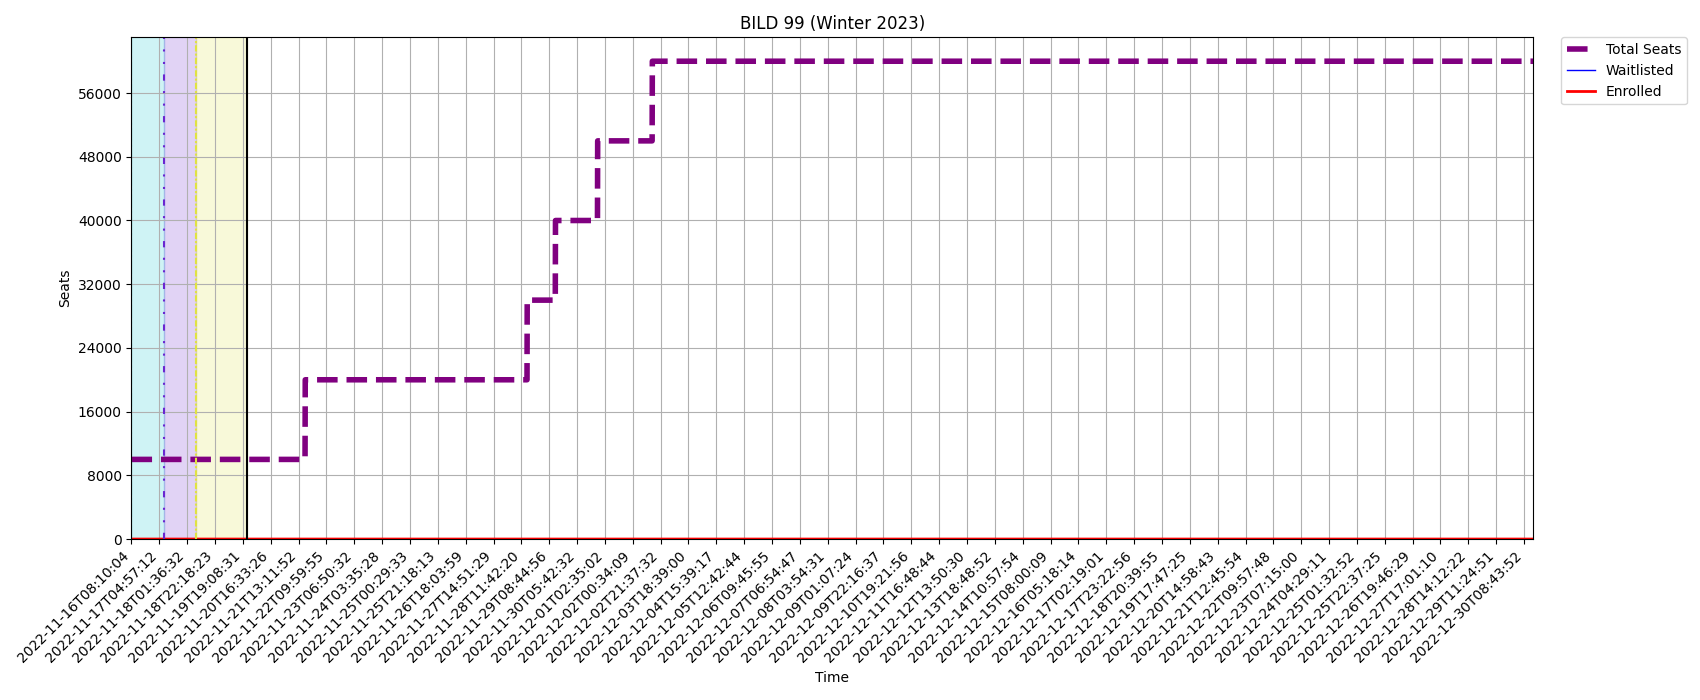 BILD 99 (Winter 2023)
Total Seats
Waitlisted
Enrolled
56000
48000
40000
32000
24000
16000
8000
0
Seats
2022-11-16T08:10:04
2022-11-17T04:57:12
2022-11-18T01:36:32
2022-11-18T22:18:23
2022-11-19T19:08:31
2022-11-20T16:33:26
2022-11-21T13:11:52
2022-11-22T09:59:55
2022-11-23T06:50:32
2022-11-24T03:35:28
2022-11-25T00:29:33
2022-11-25T21:18:13
2022-11-26T18:03:59
2022-11-27T14:51:29
2022-11-28T11:42:20
2022-11-29T08:44:56
2022-11-30T05:42:32
2022-12-01T02:35:02
2022-12-02T00:34:09
2022-12-02T21:37:32
2022-12-03T18:39:00
2022-12-04T15:39:17
2022-12-05T12:42:44
2022-12-06T09:45:55
2022-12-07T06:54:47
2022-12-08T03:54:31
2022-12-09T01:07:24
2022-12-09T22:16:37
2022-12-10T19:21:56
2022-12-11T16:48:44
2022-12-12T13:50:30
2022-12-13T18:48:52
2022-12-14T10:57:54
2022-12-15T08:00:09
2022-12-16T05:18:14
2022-12-17T02:19:01
2022-12-17T23:22:56
2022-12-18T20:39:55
2022-12-19T17:47:25
2022-12-20T14:58:43
2022-12-21T12:45:54
2022-12-22T09:57:48
2022-12-23T07:15:00
2022-12-24T04:29:11
2022-12-25T01:32:52
2022-12-25T22:37:25
2022-12-26T19:46:29
2022-12-27T17:01:10
2022-12-28T14:12:22
2022-12-29T11:24:51
2022-12-30T08:43:52
Time